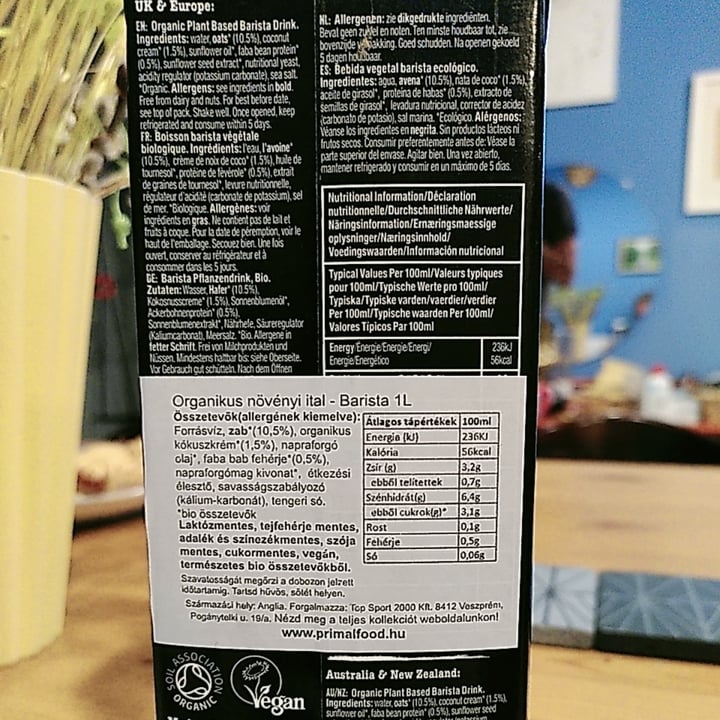 UK & Europe:
EN: Organic Plant Based Barista Drink.
Ingredients: water, oats* (10.5%), coconut
cream* (1.5%), sunflower oil*, faba bean protein*
(0.5%), sunflower seed extract*, nutritional yeast,
acidity regulator (potassium carbonate), sea salt.
*Organic. Allergens: see ingredients in bold.
Free from dairy and nuts. For best before date,
see top of pack. Shake well. Once opened, keep
refrigerated and consume within 5 days.
FR: Boisson barista végétale
biologique. Ingrédients: l'eau, l'avoine*
(10.5%), crème de noix de coco* (1.5%), huile de
tournesol*, protéine de féverole* (0.5%), extrait
de graines de tournesol*, levure nutritionnelle,
régulateur d'acidité (carbonate de potassium), sel
de mer. *Biologique. Allergènes: voir
ingrédients en gras. Ne contient pas de lait et
fruits à coque. Pour la date de péremption, voir le
haut de l'emballage. Secouez bien. Une fois
ouvert, conserver au réfrigérateur et à
consommer dans les 5 jours.
DE: Barista Pflanzendrink, Bio.
Zutaten: Wasser, Hafer* (10.5%),
Kokosnusscreme* (1.5%), Sonnenblumenöl*,
Ackerbohnenprotein* (0.5%),
Sonnenblumenextrakt*, Nährhefe, Säureregulator
(Kaliumcarbonat), Meersalz. *Bio. Allergene in
fetter Schrift. Frei von Milchprodukten und
Nüssen. Mindestens haltbar bis: siehe Oberseite.
Vor Gebrauch gut schütteln. Nach dem Öffnen
NL: Allergenen: zie dikgedrukte ingrediënten.
Bevat geen zuivel en noten. Ten minste houdbaar tot, zie
bovenzijde verpakking. Goed schudden. Na openen gekoeld
5 dagen houdbaar.
ES: Bebida vegetal barista ecológico.
Ingredientes: agua, avena* (10.5%), nata de coco* (1.5%),
aceite de girasol*, proteína de habas* (0.5%), extracto de
semillas de girasol*, levadura nutricional, corrector de acidez
(carbonato de potasio), sal marina. *Ecológico. Alérgenos:
Véanse los ingredientes en negrita. Sin productos lácteos ni
frutos secos. Consumir preferentemente antes de: Véase la
parte superior del envase. Agitar bien. Una vez abierto,
mantener refrigerado y consumir en un máximo de 5 días.
Nutritional Information/Déclaration
nutritionnelle/Durchschnittliche Nährwerte/
Näringsinformation/Ernæringsmaessige
oplysninger/Næringsinnhold/
Voedingswaarden/Información nutricional
Typical Values Per 100ml/Valeurs typiques
pour 100ml/Typische Werte pro 100ml/
Typiska/Typiske varden/vaerdier/verdier
Per 100ml/Typische waarden Per 100ml/
Valores Típicos Par 100ml
Energy/Energie/Energie/Energi/ 236kJ
Energie/Energético 56kcal
Organikus növényi ital - Barista 1L
Összetevők(allergének kiemelve):
Forrásvíz, zab*(10,5%), organikus
kókuszkrém*(1,5%), napraforgó
olaj*, faba bab fehérje*(0,5%),
napraforgómag kivonat*, étkezési
élesztő, savasságszabályozó
(kálium-karbonát), tengeri só.
*bio összetevők
Laktózmentes, tejfehérje mentes,
adalék és színezékmentes, szója
mentes, cukormentes, vegán,
természetes bio összetevőkből.
Átlagos tápértékek 100ml
Energia (kJ) 236KJ
Kalória 56kcal
Zsír (g) 3,2g
ebből telítettek 0,7g
Szénhidrát(g) 6,4g
ebből cukrok(g)* 3,1g
Rost 0,1g
Fehérje 0,5g
Só 0,06g
Szavatosságát megőrzi a dobozon jelzett
időtartamig. Tartsd hűvös, sötét helyen.
Származási hely: Anglia. Forgalmazza: Top Sport 2000 Kft. 8412 Veszprém,
Pogánytelki u. 19/a. Nézd meg a teljes kollekciót weboldalunkon!
www.primalfood.hu
SOIL ASSOCIATION
ORGANIC
Vegan
Australia & New Zealand:
AU/NZ: Organic Plant Based Barista Drink.
Ingredients: water, oats* (10.5%), coconut cream* (1.5%),
sunflower oil*, faba bean protein* (0.5%), sunflower seed